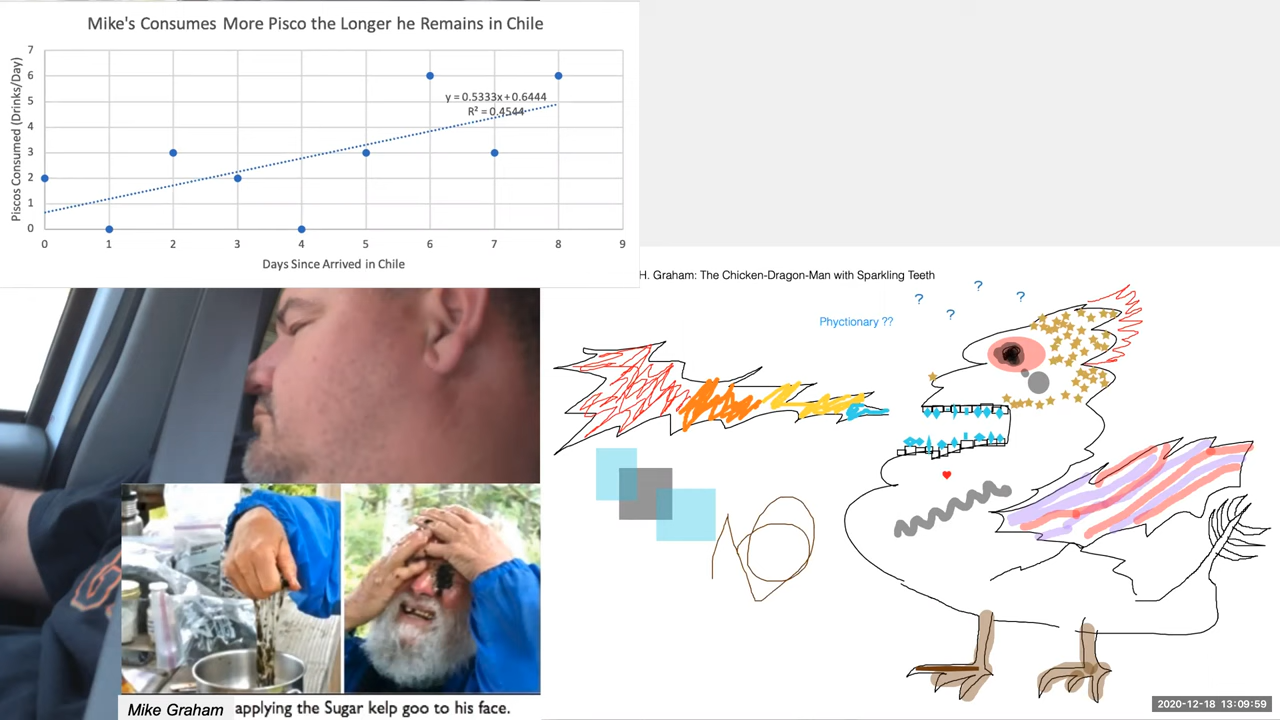 Mike's Consumes More Pisco the Longer he Remains in Chile
Piscos Consumed (Drinks/Day)
7
6
5
4
3
2
1
0
y = 0.5333x + 0.6444
R² = 0.4544
0 1 2 3 4 5 6 7 8 9
Days Since Arrived in Chile
H. Graham: The Chicken-Dragon-Man with Sparkling Teeth
? ? ? ?
Phyctionary ??
Mike Graham applying the Sugar kelp goo to his face.
2020-12-18 13:09:59